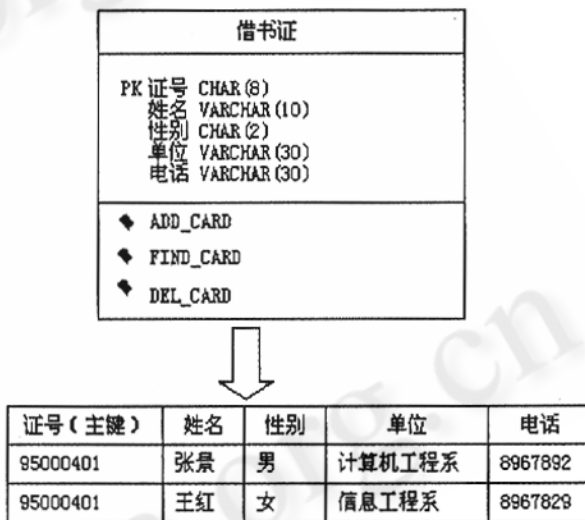 借书证
PK 证号 CHAR(8)
姓名 VARCHAR(10)
性别 CHAR(2)
单位 VARCHAR(30)
电话 VARCHAR(30)
ADD_CARD
FIND_CARD
DEL_CARD
证号(主键) 姓名 性别 单位 电话
95000401 张景 男 计算机工程系 8967892
95000401 王红 女 信息工程系 8967829
org.cn